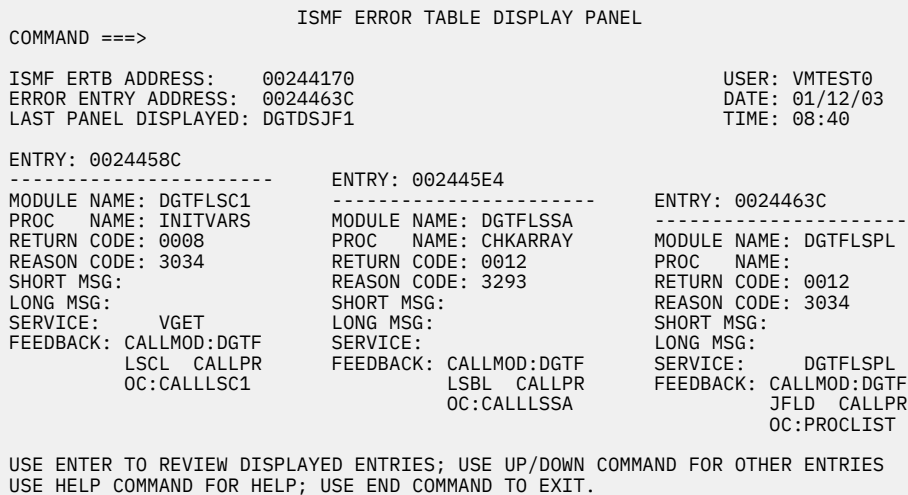 ISMF ERROR TABLE DISPLAY PANEL
COMMAND ===>
ISMF ERTB ADDRESS:    00244170                                USER: VMTEST0
ERROR ENTRY ADDRESS:  0024463C                                DATE: 01/12/03
LAST PANEL DISPLAYED: DGTDSJF1                                TIME: 08:40
ENTRY: 0024458C
-----------------------     ENTRY: 002445E4
MODULE NAME: DGTFLSC1       -----------------------     ENTRY: 0024463C
PROC   NAME: INITVARS       MODULE NAME: DGTFLSSA       ----------------------
RETURN CODE: 0008           PROC   NAME: CHKARRAY       MODULE NAME: DGTFLSPL
REASON CODE: 3034           RETURN CODE: 0012           PROC   NAME:
SHORT MSG:                  REASON CODE: 3293           RETURN CODE: 0012
LONG MSG:                   SHORT MSG:                  REASON CODE: 3034
SERVICE:     VGET           LONG MSG:                   SHORT MSG:
FEEDBACK: CALLMOD:DGTF      SERVICE:                    LONG MSG:
          LSCL  CALLPR      FEEDBACK: CALLMOD:DGTF      SERVICE:     DGTFLSPL
          OC:CALLLSC1                 LSBL  CALLPR      FEEDBACK: CALLMOD:DGTF
                                      OC:CALLLSSA                 JFLD  CALLPR
                                                                  OC:PROCLIST
USE ENTER TO REVIEW DISPLAYED ENTRIES; USE UP/DOWN COMMAND FOR OTHER ENTRIES
USE HELP COMMAND FOR HELP; USE END COMMAND TO EXIT.